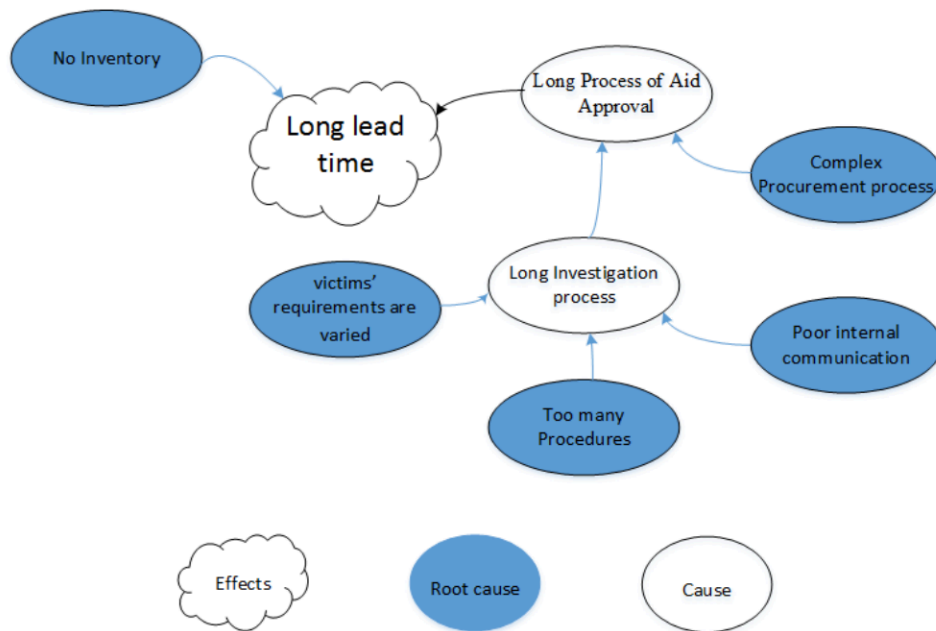 No Inventory
Long lead
time
Long Process of Aid
Approval
Complex
Procurement process.
victims'
requirements are
varied
Long Investigation
process
Poor internal
communication
Too many
Procedures
Effects
Root cause
Cause